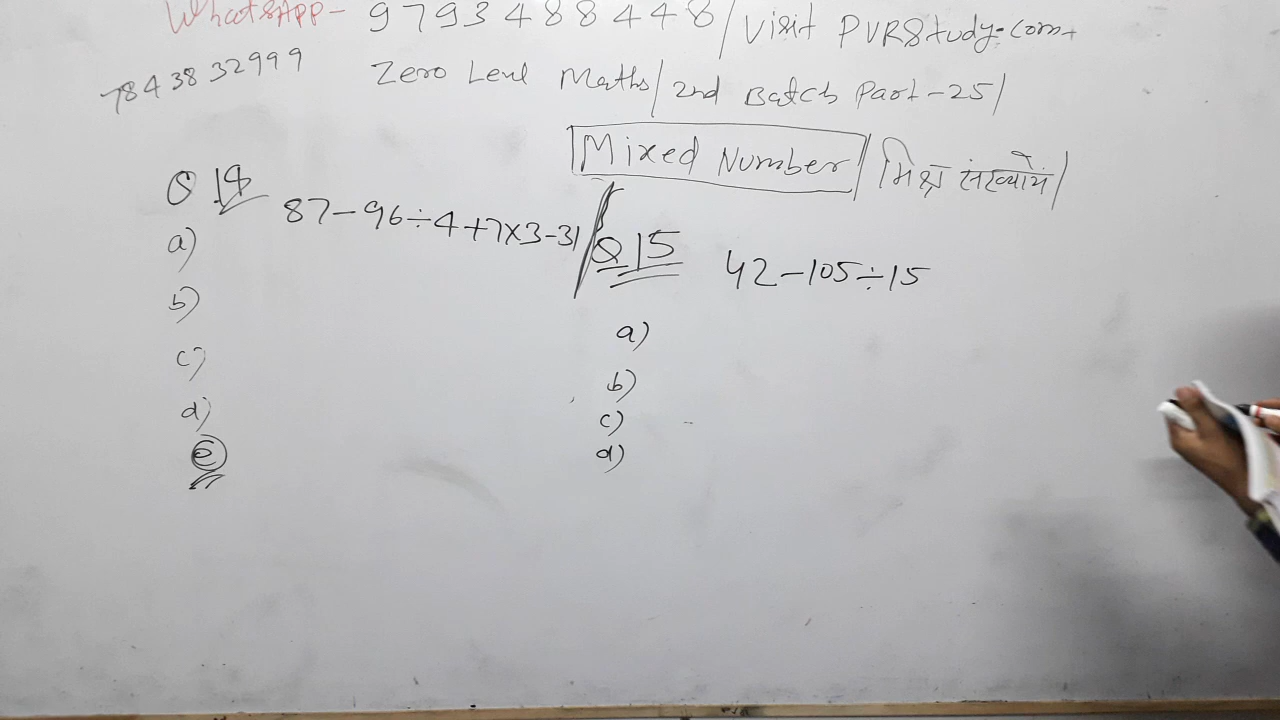 WhatsApp- 9793488448/Visit PVRStudy.com
7843832999
Zero Level Maths/2nd Batch Part-25/
Mixed Number/मिश्र संख्यायें/
Q 14 87-96÷4+7×3-31
a)
b)
c)
d)
e
Q 15 42-105÷15
a)
b)
c)
d)